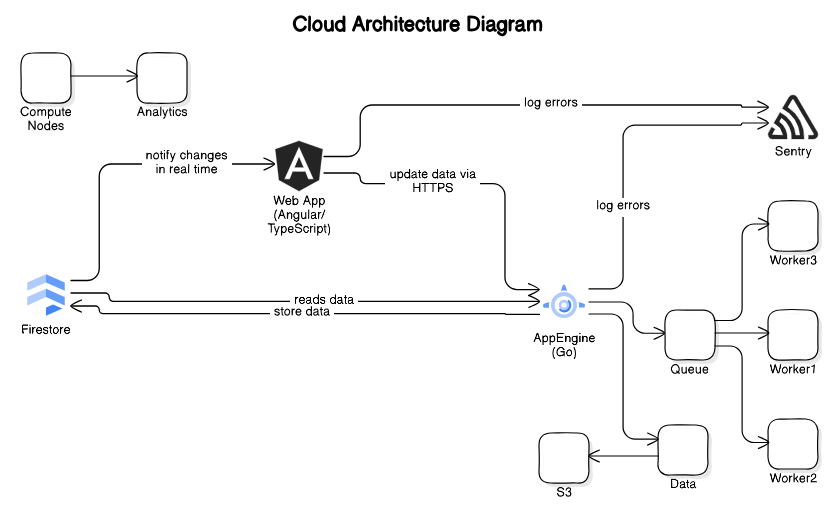 Cloud Architecture Diagram
Compute
Nodes
Analytics
log errors
Sentry
notify changes
in real time
update data via
HTTPS
Web App
(Angular/
TypeScript)
log errors
Worker3
reads data
store data
Firestore
AppEngine
(Go)
Queue
Worker1
S3
Data
Worker2